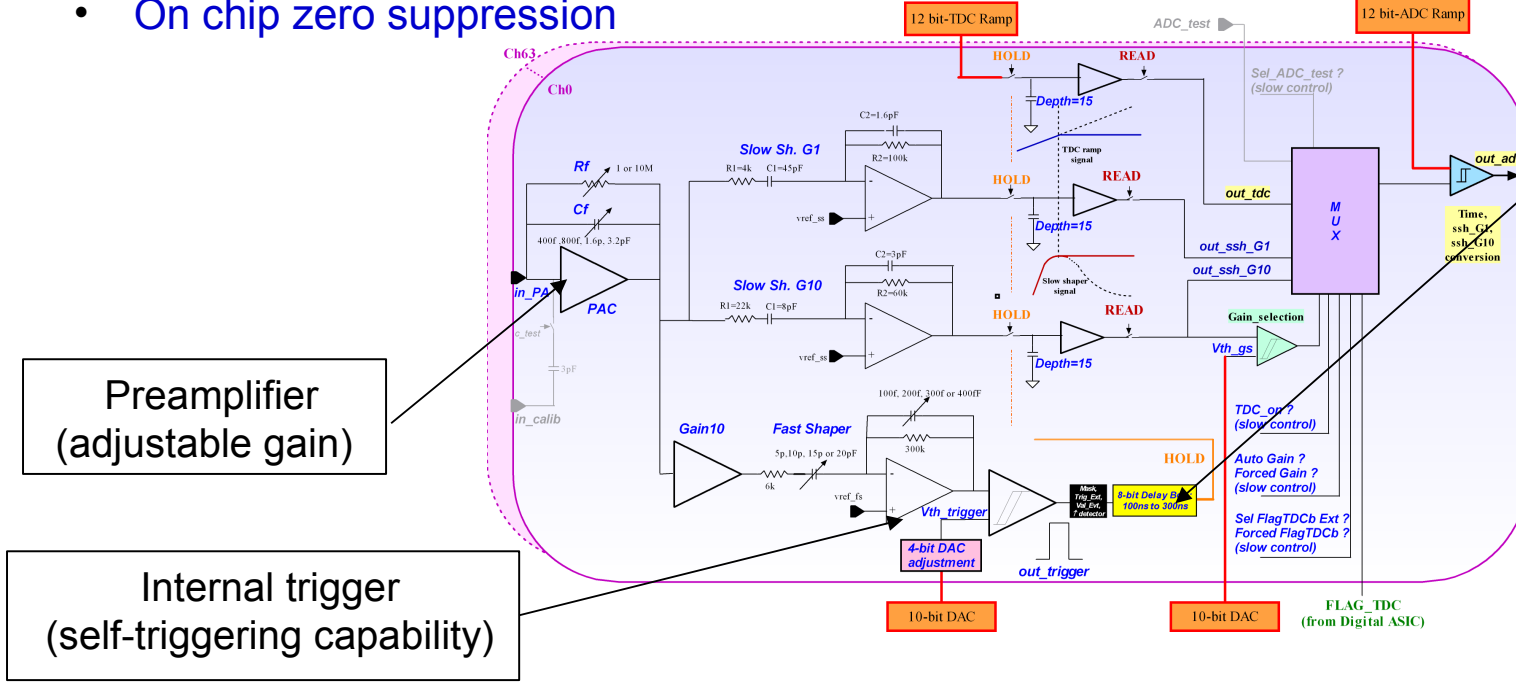 • On chip zero suppression
12 bit-TDC Ramp
ADC_test
12 bit-ADC Ramp
Ch63
Ch0
HOLD
READ
Sel_ADC_test ?
(slow control)
Depth=15
C2=1.6pF
R2=100k
Slow Sh. G1
R1=4k
C1=45pF
TDC ramp
signal
Rf
1 or 10M
Cf
400f ,800f, 1.6p, 3.2pF
-
+
vref_ss
HOLD
READ
Depth=15
out_tdc
out_ssh_G1
out_ssh_G10
M
U
X
Time,
ssh_G1,
ssh_G10
conversion
in_PA
PAC
Slow Sh. G10
R1=22k
C1=8pF
C2=3pF
R2=60k
-
+
vref_ss
Slow shaper
signal
HOLD
READ
Depth=15
Gain_selection
Vth_gs
c_test
3pF
in_calib
Preamplifier
(adjustable gain)
Gain10
Fast Shaper
5p,10p, 15p or 20pF
6k
100f, 200f, 300f or 400fF
300k
-
+
vref_fs
Vth_trigger
HOLD
Mask,
Trig_Ext,
Val_Evt,
↑ detector
100ns to 300ns
TDC_on ?
(slow control)
Auto Gain ?
Forced Gain ?
(slow control)
Sel FlagTDCb Ext ?
Forced FlagTDCb ?
(slow control)
4-bit DAC
adjustment
out_trigger
Internal trigger
(self-triggering capability)
10-bit DAC
10-bit DAC
FLAG_TDC
(from Digital ASIC)